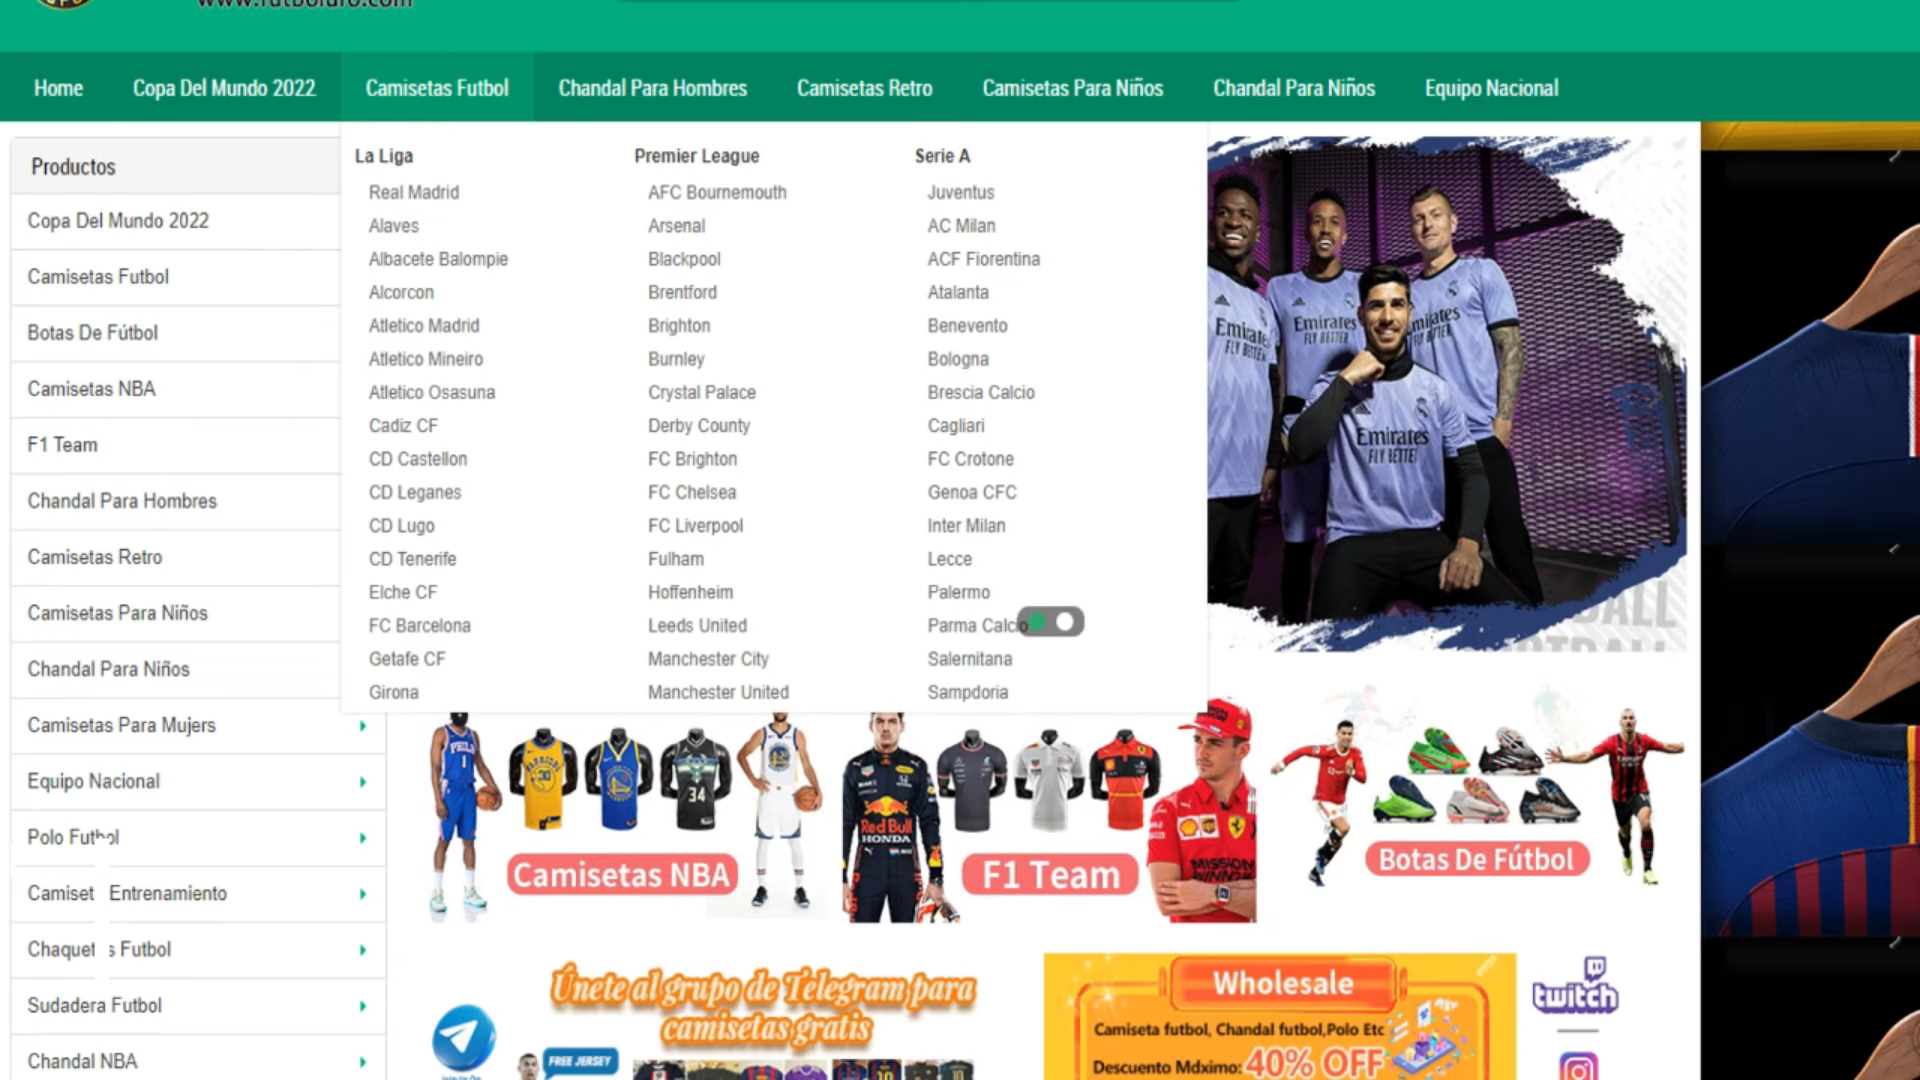 Home
Copa Del Mundo 2022
Camisetas Futbol
Chandal Para Hombres
Camisetas Retro
Camisetas Para Niños
Chandal Para Niños
Equipo Nacional
Productos
Copa Del Mundo 2022
Camisetas Futbol
Botas De Fútbol
Camisetas NBA
F1 Team
Chandal Para Hombres
Camisetas Retro
Camisetas Para Niños
Chandal Para Niños
Camisetas Para Mujers
Equipo Nacional
Polo Futbol
Camiset Entrenamiento
Chaquet s Futbol
Sudadera Futbol
Chandal NBA
La Liga
Real Madrid
Alaves
Albacete Balompie
Alcorcon
Atletico Madrid
Atletico Mineiro
Atletico Osasuna
Cadiz CF
CD Castellon
CD Leganes
CD Lugo
CD Tenerife
Elche CF
FC Barcelona
Getafe CF
Girona
Premier League
AFC Bournemouth
Arsenal
Blackpool
Brentford
Brighton
Burnley
Crystal Palace
Derby County
FC Brighton
FC Chelsea
FC Liverpool
Fulham
Hoffenheim
Leeds United
Manchester City
Manchester United
Serie A
Juventus
AC Milan
ACF Fiorentina
Atalanta
Benevento
Bologna
Brescia Calcio
Cagliari
FC Crotone
Genoa CFC
Inter Milan
Lecce
Palermo
Parma Calcio
Salernitana
Sampdoria
Emirates
FLY BETTER
Emirates
FLY BETTER
Camisetas NBA
34
Red Bull
HONDA
F1 Team
MISSION
Botas De Fútbol
Únete al grupo de Telegram para
camisetas gratis
FREE JERSEY
Wholesale
Camiseta futbol, Chandal futbol,Polo Etc
Descuento Mdximo: 40% OFF
twitch